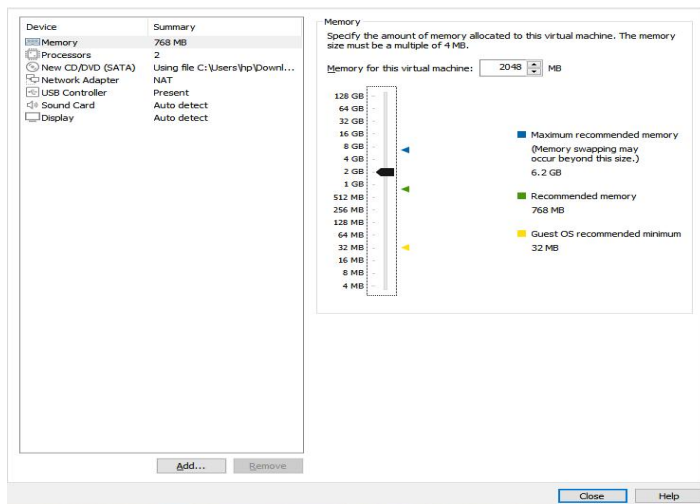 Device Summary
Memory 768 MB
Processors 2
New CD/DVD (SATA) Using file C:\Users\hp\Downl...
Network Adapter NAT
USB Controller Present
Sound Card Auto detect
Display Auto detect
Add... Remove
Memory
Specify the amount of memory allocated to this virtual machine. The memory
size must be a multiple of 4 MB.
Memory for this virtual machine: 2048 MB
128 GB
64 GB
32 GB
16 GB
8 GB
4 GB
2 GB
1 GB
512 MB
256 MB
128 MB
64 MB
32 MB
16 MB
8 MB
4 MB
Maximum recommended memory
(Memory swapping may
occur beyond this size.)
6.2 GB
Recommended memory
768 MB
Guest OS recommended minimum
32 MB
Close Help